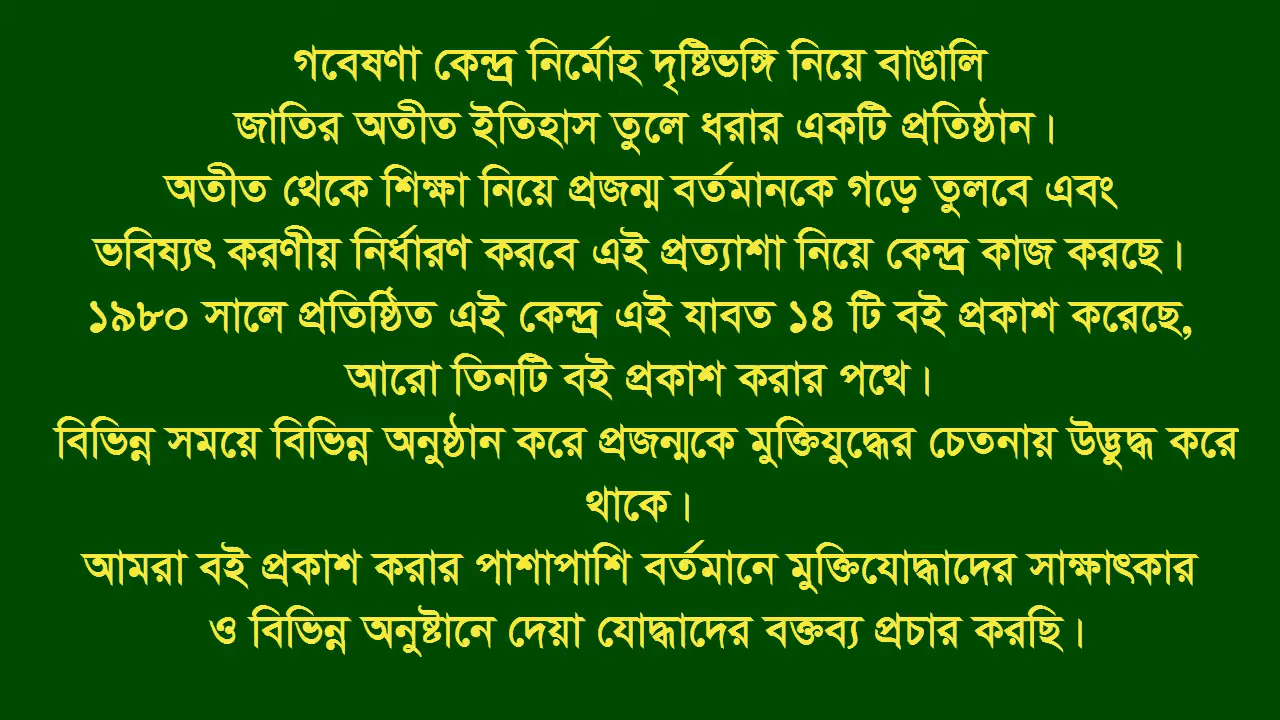 গবেষণা কেন্দ্র নির্মোহ দৃষ্টিভঙ্গি নিয়ে বাঙালি
জাতির অতীত ইতিহাস তুলে ধরার একটি প্রতিষ্ঠান।
অতীত থেকে শিক্ষা নিয়ে প্রজন্ম বর্তমানকে গড়ে তুলবে এবং
ভবিষ্যৎ করণীয় নির্ধারণ করবে এই প্রত্যাশা নিয়ে কেন্দ্র কাজ করছে।
১৯৮০ সালে প্রতিষ্ঠিত এই কেন্দ্র এই যাবত ১৪ টি বই প্রকাশ করেছে,
আরো তিনটি বই প্রকাশ করার পথে।
বিভিন্ন সময়ে বিভিন্ন অনুষ্ঠান করে প্রজন্মকে মুক্তিযুদ্ধের চেতনায় উদ্ভুদ্ধ করে
থাকে।
আমরা বই প্রকাশ করার পাশাপাশি বর্তমানে মুক্তিযোদ্ধাদের সাক্ষাৎকার
ও বিভিন্ন অনুষ্টানে দেয়া যোদ্ধাদের বক্তব্য প্রচার করছি।